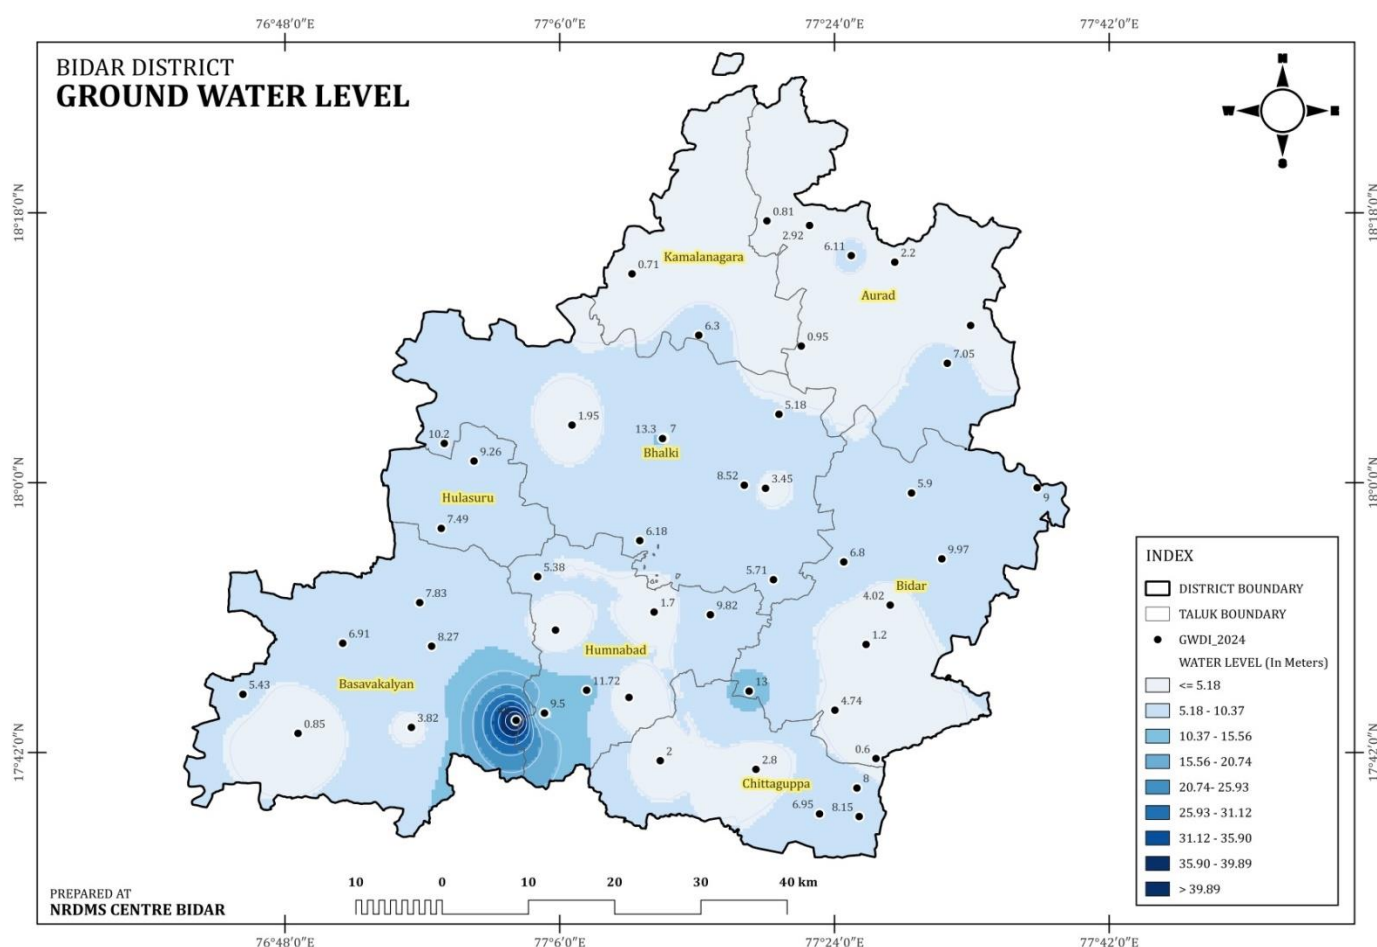 76°48'0"E
77°6'0"E
77°24'0"E
77°42'0"E
BIDAR DISTRICT
GROUND WATER LEVEL
N
W
E
S
18°18'0"N
18°18'0"N
0.81
2.92
6.11
2.2
Kamalanagara
0.71
Aurad
6.3
0.95
7.05
1.95
5.18
13.3
7
10.2
Bhalki
9.26
8.52
3.45
18°0'0"N
18°0'0"N
Hulasuru
5.9
9
7.49
6.18
6.8
9.97
5.38
5.71
Bidar
7.83
4.02
1.7
9.82
6.91
8.27
1.2
Humnabad
Basavakalyan
5.43
11.72
13
0.85
3.82
9.5
4.74
17°42'0"N
17°42'0"N
2
2.8
0.6
Chittaguppa
8
6.95
8.15
INDEX
DISTRICT BOUNDARY
TALUK BOUNDARY
GWDI_2024
WATER LEVEL (In Meters)
<= 5.18
5.18 - 10.37
10.37 - 15.56
15.56 - 20.74
20.74- 25.93
25.93 - 31.12
31.12 - 35.90
35.90 - 39.89
> 39.89
PREPARED AT
NRDMS CENTRE BIDAR
10 0 10 20 30 40 km
76°48'0"E
77°6'0"E
77°24'0"E
77°42'0"E